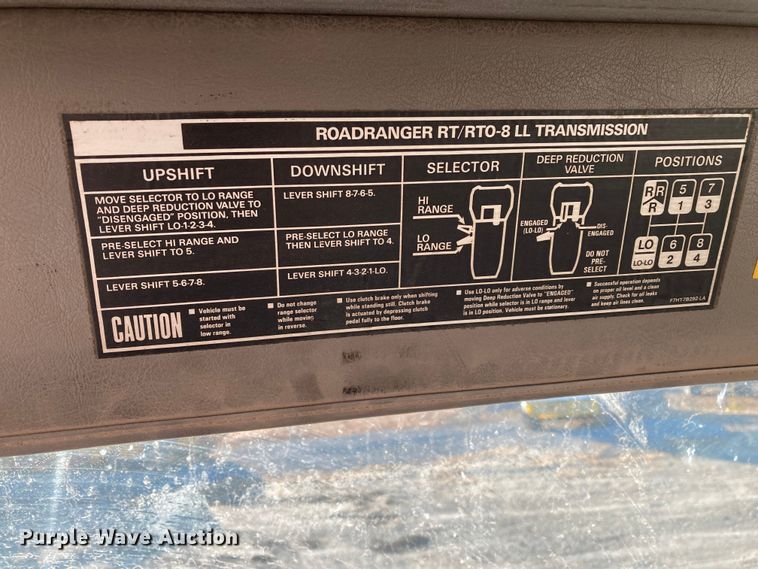 ROADRANGER RT/RTO-8 LL TRANSMISSION
UPSHIFT
MOVE SELECTOR TO LO RANGE
AND DEEP REDUCTION VALVE TO
"DISENGAGED" POSITION, THEN
LEVER SHIFT LO-1-2-3-4.
PRE-SELECT HI RANGE AND
LEVER SHIFT TO 5.
LEVER SHIFT 5-6-7-8.
DOWNSHIFT
LEVER SHIFT 8-7-6-5.
PRE-SELECT LO RANGE
THEN LEVER SHIFT TO 4.
LEVER SHIFT 4-3-2-1-LO.
SELECTOR
HI
RANGE
LO
RANGE
DEEP REDUCTION
VALVE
ENGAGED
(LO-LO)
DIS-
ENGAGED
DO NOT
PRE-
SELECT
POSITIONS
R R 5 7
R 1 3
LO 6 8
LO-LO 2 4
CAUTION
■ Vehicle must be
started with
selector in
low range.
■ Do not change
range selector
while moving
in reverse.
■ Use clutch brake only when shifting
while standing still. Clutch brake
is actuated by depressing clutch
pedal fully to the floor.
■ Use LO-LO only for adverse conditions by
moving Deep Reduction Valve to "ENGAGED"
position while selector is in LO range and lever
is in LO position. Vehicle must be stationary.
■ Successful operation depends
on proper oil level and a clean
air supply. Check for oil leaks
and keep air lines clean.
F7HT-7B292-LA
Purple Wave Auction